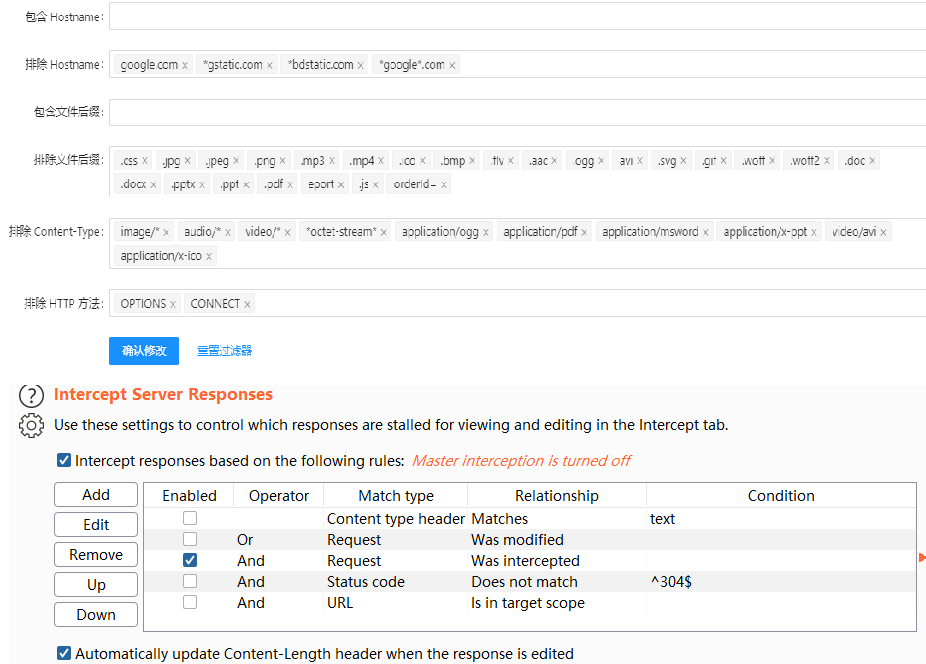 包含 Hostname:
排除 Hostname: google.com x *gstatic.com x *bdstatic.com x *google*.com x
包含文件后缀:
排除文件后缀: .css x .jpg x .jpeg x .png x .mp3 x .mp4 x .ico x .bmp x .flv x .aac x .ogg x avi x .svg x .gif x .woff x .woff2 x .doc x
.docx x .pptx x .ppt x .pdf x eport x .js x orderId= x
排除 Content-Type: image/* x audio/* x video/* x *octet-stream* x application/ogg x application/pdf x application/msword x application/x-ppt x video/avi x
application/x-ico x
排除 HTTP 方法: OPTIONS x CONNECT x
确认修改 重置过滤器
? Intercept Server Responses
Use these settings to control which responses are stalled for viewing and editing in the Intercept tab.
Intercept responses based on the following rules: Master interception is turned off
Add
Edit
Remove
Up
Down
Enabled Operator Match type Relationship Condition
Content type header Matches text
Or Request Was modified
And Request Was intercepted
And Status code Does not match ^304$
And URL Is in target scope
Automatically update Content-Length header when the response is edited